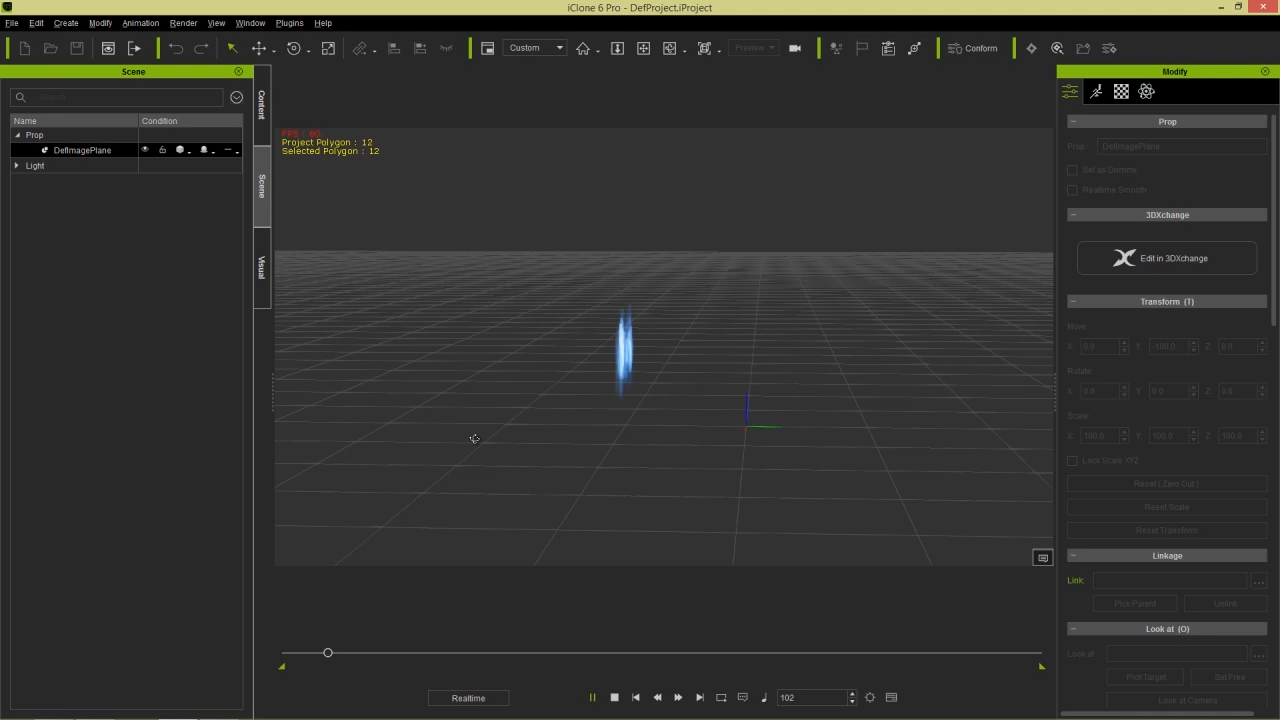 iClone 6 Pro - DefProject.iProject
File Edit Create Modify Animation Render View Window Plugins Help
Custom Preview Conform
Scene
Search
Name Condition
Prop
DefImagePlane
Light
Content
Scene
Visual
FPS : 60
Project Polygon : 12
Selected Polygon : 12
Realtime
102
Modify
Prop
Prop: DefImagePlane
Set as Dummy
Realtime Smooth
3DXchange
Edit in 3DXchange
Transform (T)
Move
X: 0.0 Y: -100.0 Z: 0.0
Rotate
X: 0.0 Y: 0.0 Z: 0.0
Scale:
X: 100.0 Y: 100.0 Z: 100.0
Lock Scale XYZ
Reset ( Zero Out )
Reset Scale
Reset Transform
Linkage
Link: ...
Pick Parent Unlink
Look at (O)
Look at: ...
Pick Target Set Free
Look at Camera